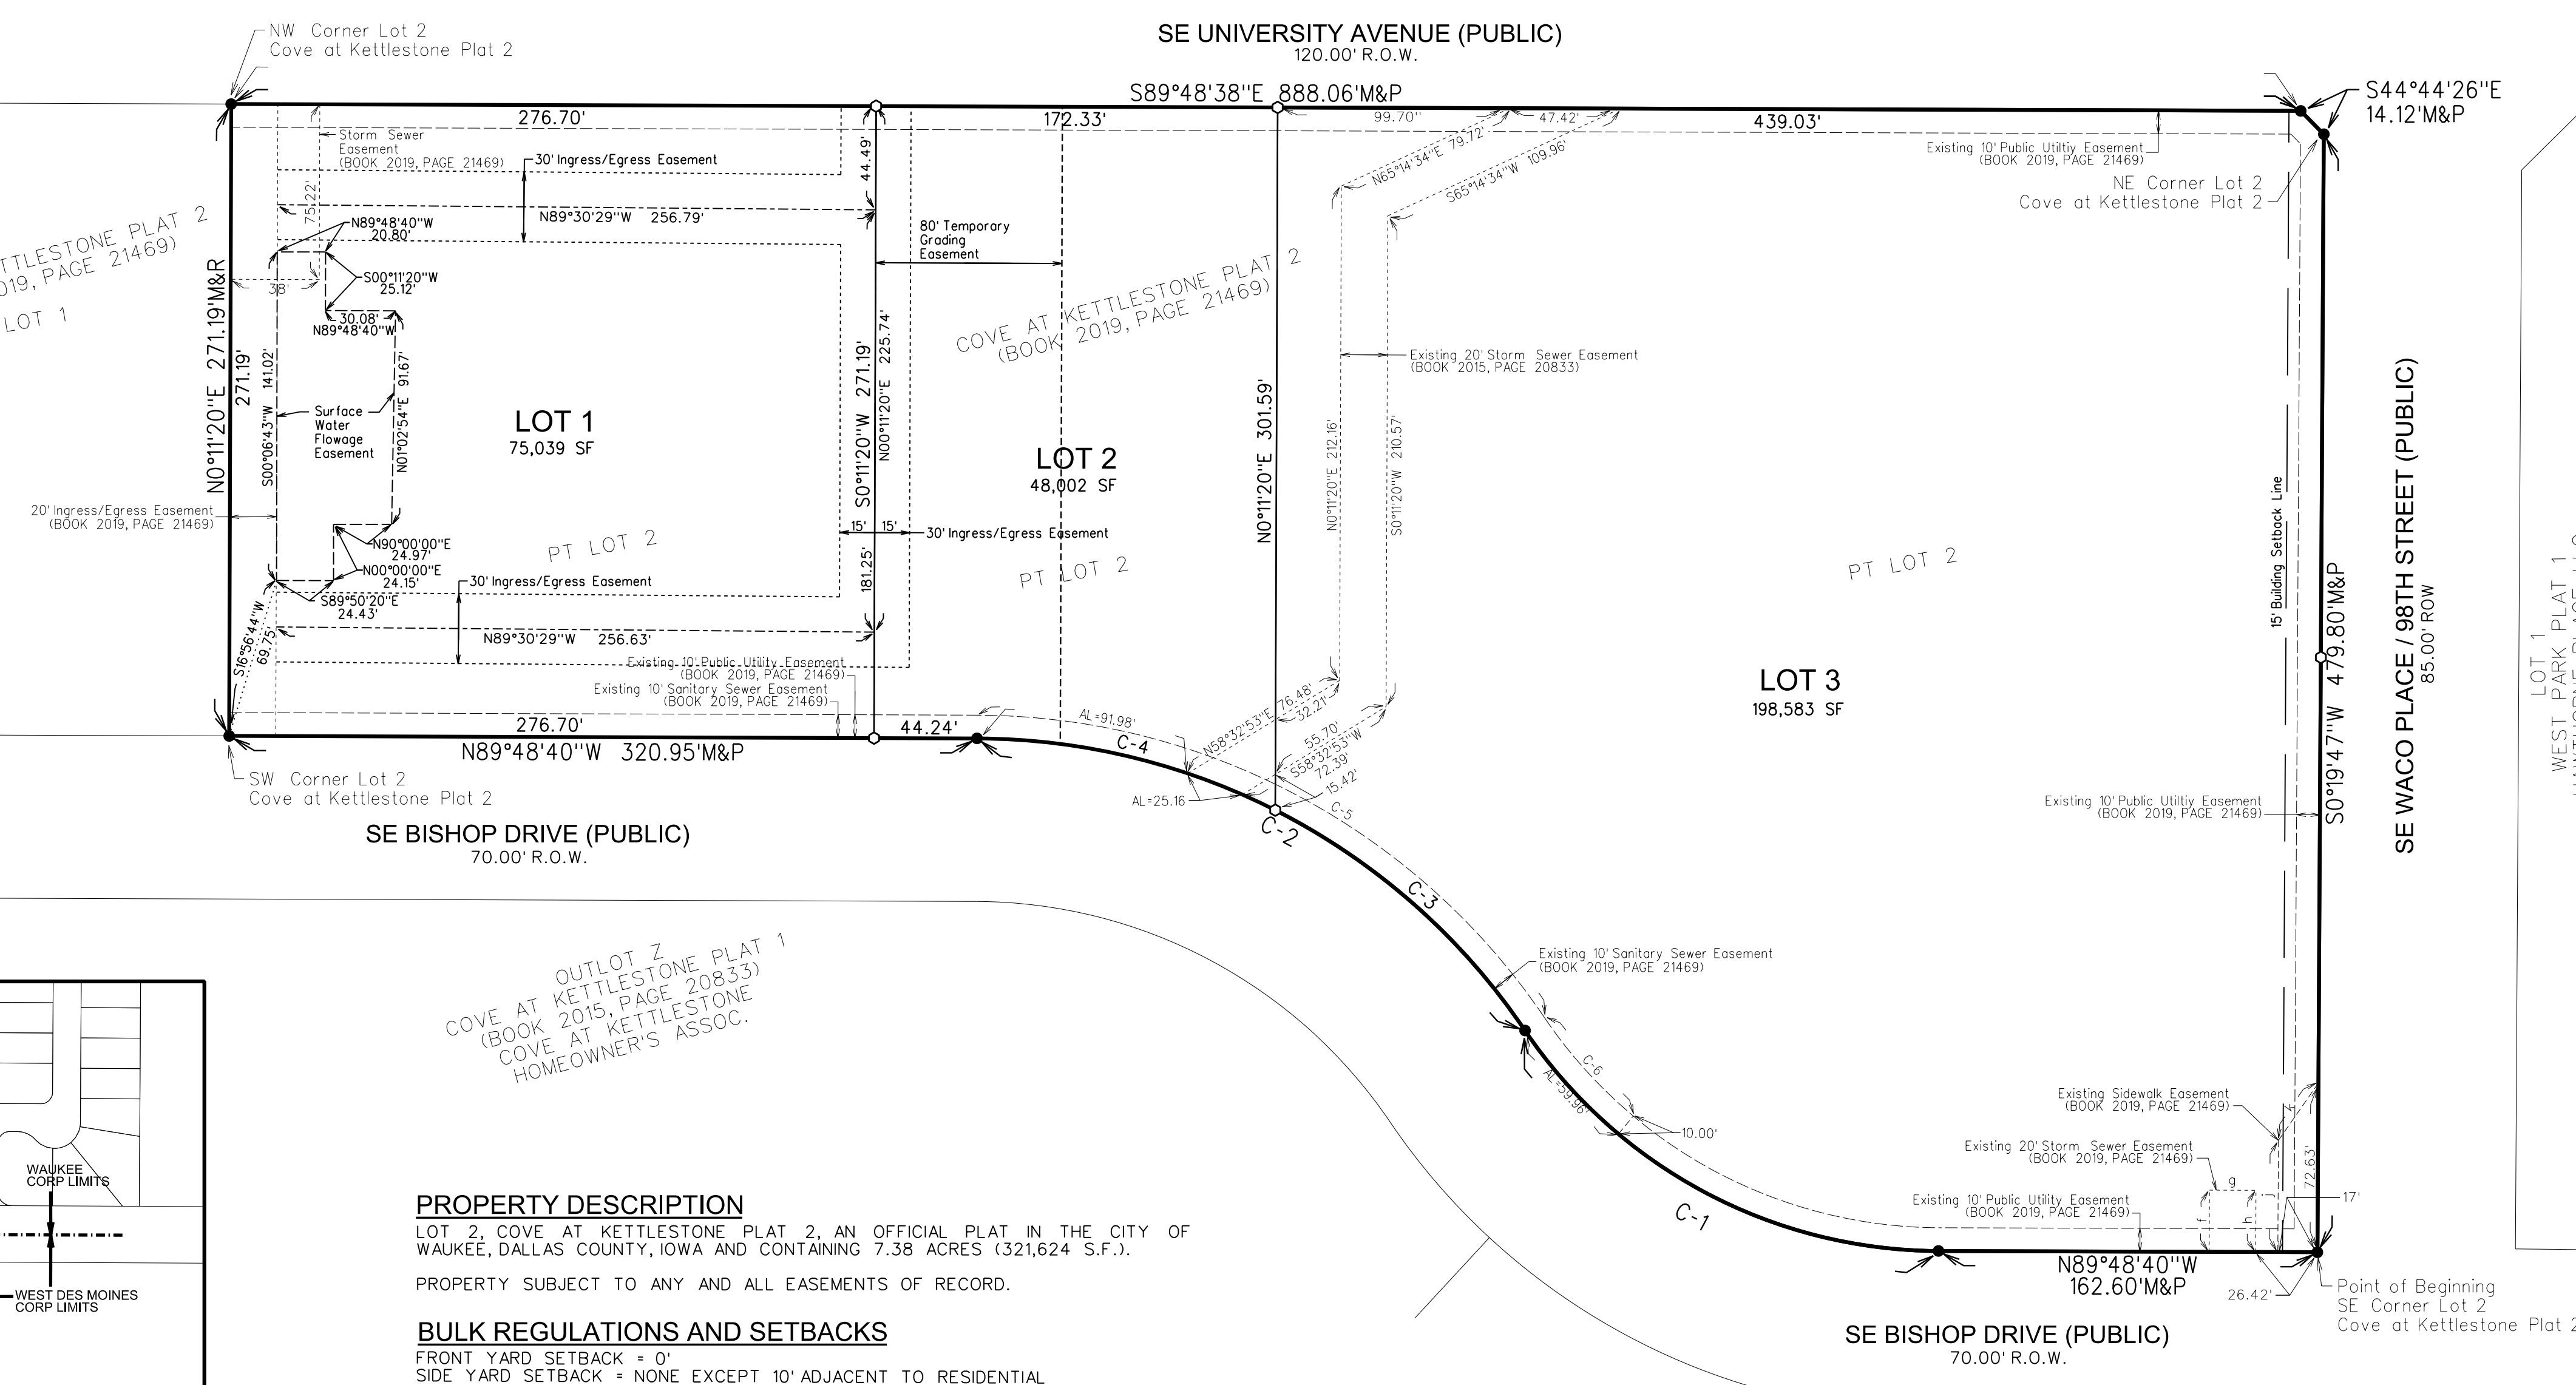 SE UNIVERSITY AVENUE (PUBLIC)
120.00' R.O.W.
NW Corner Lot 2
Cove at Kettlestone Plat 2
S89°48'38"E 888.06'M&P
S44°44'26"E
14.12'M&P
276.70'
172.33'
99.70'
47.42'
439.03'
Storm Sewer
Easement
(BOOK 2019, PAGE 21469)
30' Ingress/Egress Easement
44.49'
N65°14'34"E 79.72'
S65°14'34"W 109.96'
Existing 10' Public Utiltiy Easement
(BOOK 2019, PAGE 21469)
NE Corner Lot 2
Cove at Kettlestone Plat 2
75.22'
N89°48'40"W
20.80'
N89°30'29"W 256.79'
80' Temporary
Grading
Easement
TTLESTONE PLAT 2
019, PAGE 21469)
LOT 1
38'
S00°11'20"W
25.12'
30.08'
N89°48'40"W
COVE AT KETTLESTONE PLAT 2
(BOOK 2019, PAGE 21469)
N0°11'20"E 271.19'M&R
271.19'
S00°06'43"W 141.02'
Surface
Water
Flowage
Easement
N01°02'54"E 91.67'
LOT 1
75,039 SF
S0°11'20"W 271.19'
N00°11'20"E 225.74'
LOT 2
48,002 SF
N0°11'20"E 301.59'
Existing 20' Storm Sewer Easement
(BOOK 2015, PAGE 20833)
N0°11'20"E 212.16'
S0°11'20"W 210.57'
15' Building Setback Line
S0°19'47"W 479.80'M&P
SE WACO PLACE / 98TH STREET (PUBLIC)
85.00' ROW
LOT 1
WEST PARK PLAT 1
20' Ingress/Egress Easement
(BOOK 2019, PAGE 21469)
N90°00'00"E
24.97'
N00°00'00"E
24.15'
S89°50'20"E
24.43'
PT LOT 2
15'
15'
30' Ingress/Egress Easement
PT LOT 2
PT LOT 2
181.25'
30' Ingress/Egress Easement
S16°56'44"W
69.75'
N89°30'29"W 256.63'
Existing 10' Public Utility Easement
(BOOK 2019, PAGE 21469)
Existing 10' Sanitary Sewer Easement
(BOOK 2019, PAGE 21469)
276.70'
44.24'
N89°48'40"W 320.95'M&P
AL=91.98'
C-4
N58°32'53"E 76.48'
32.21'
55.70'
S58°32'53"W
72.39'
15.42'
AL=25.16
C-5
C-2
LOT 3
198,583 SF
Existing 10' Public Utiltiy Easement
(BOOK 2019, PAGE 21469)
SW Corner Lot 2
Cove at Kettlestone Plat 2
SE BISHOP DRIVE (PUBLIC)
70.00' R.O.W.
C-3
Existing 10' Sanitary Sewer Easement
(BOOK 2019, PAGE 21469)
OUTLOT Z
COVE AT KETTLESTONE PLAT 1
(BOOK 2015, PAGE 20833)
COVE AT KETTLESTONE
HOMEOWNER'S ASSOC.
C-6
AL=59.96'
10.00'
C-1
Existing Sidewalk Easement
(BOOK 2019, PAGE 21469)
Existing 20' Storm Sewer Easement
(BOOK 2019, PAGE 21469)
Existing 10' Public Utility Easement
(BOOK 2019, PAGE 21469)
f
g
h
72.63'
17'
N89°48'40"W
162.60'M&P
26.42'
Point of Beginning
SE Corner Lot 2
Cove at Kettlestone Plat 2
SE BISHOP DRIVE (PUBLIC)
70.00' R.O.W.
WAUKEE
CORP LIMITS
WEST DES MOINES
CORP LIMITS
PROPERTY DESCRIPTION
LOT 2, COVE AT KETTLESTONE PLAT 2, AN OFFICIAL PLAT IN THE CITY OF
WAUKEE, DALLAS COUNTY, IOWA AND CONTAINING 7.38 ACRES (321,624 S.F.).
PROPERTY SUBJECT TO ANY AND ALL EASEMENTS OF RECORD.
BULK REGULATIONS AND SETBACKS
FRONT YARD SETBACK = 0'
SIDE YARD SETBACK = NONE EXCEPT 10' ADJACENT TO RESIDENTIAL